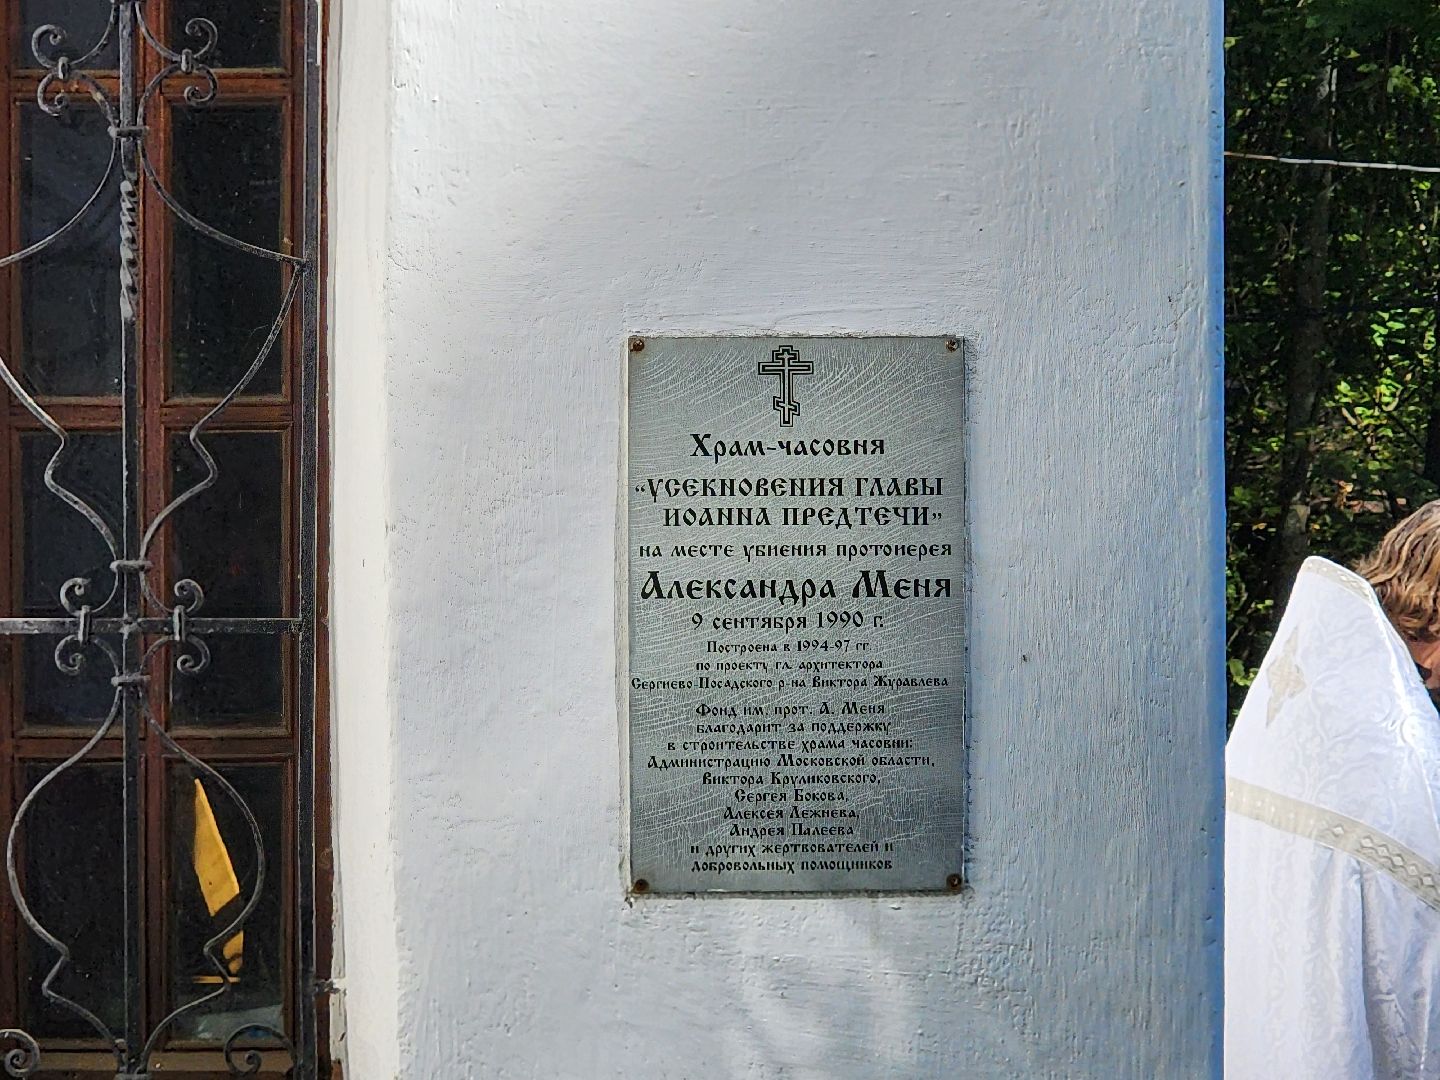 Храм-часовня
“УСЕКНОВЕНИЯ ГЛАВЫ
ИОАННА ПРЕДТЕЧИ”
на месте убиения протоиерея
Александра Меня
9 сентября 1990 г.
Построена в 1994-97 гг.
по проекту гл. архитектора
Сергиево-Посадского р-на Виктора Журавлева
Фонд им. прот. А. Меня
благодарит за поддержку
в строительстве храма часовни:
Администрацию Московской области,
Виктора Круликовского,
Сергея Бокова,
Алексея Лежнева,
Андрея Палеева
и других жертвователей и
добровольных помощников